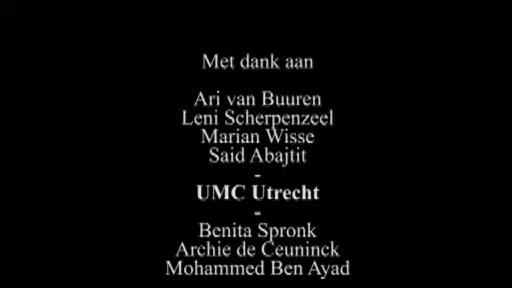 Met dank aan
Ari van Buuren
Leni Scherpenzeel
Marian Wisse
Said Abajtit
-
UMC Utrecht
-
Benita Spronk
Archie de Ceuninck
Mohammed Ben Ayad